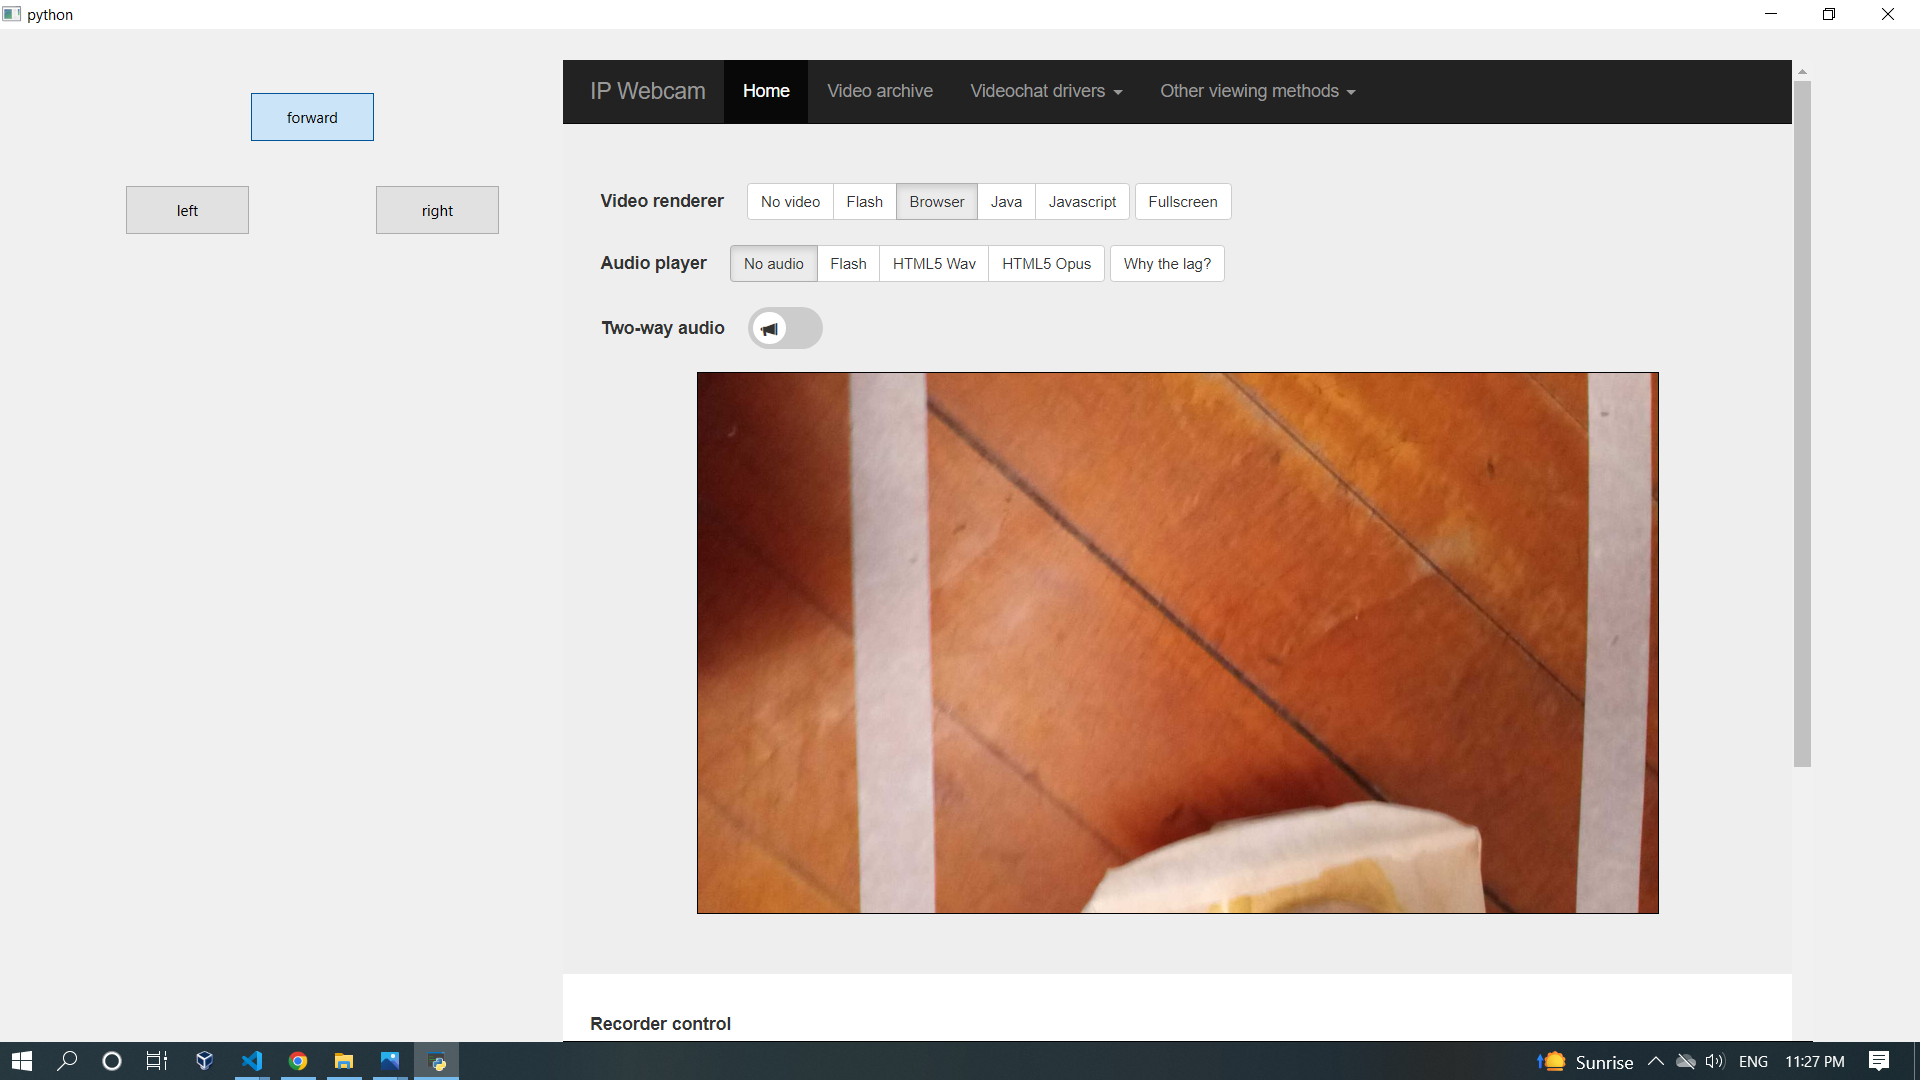 python
forward
left
right
IP Webcam Home Video archive Videochat drivers Other viewing methods
Video renderer No video Flash Browser Java Javascript Fullscreen
Audio player No audio Flash HTML5 Wav HTML5 Opus Why the lag?
Two-way audio
Recorder control
Sunrise ENG 11:27 PM